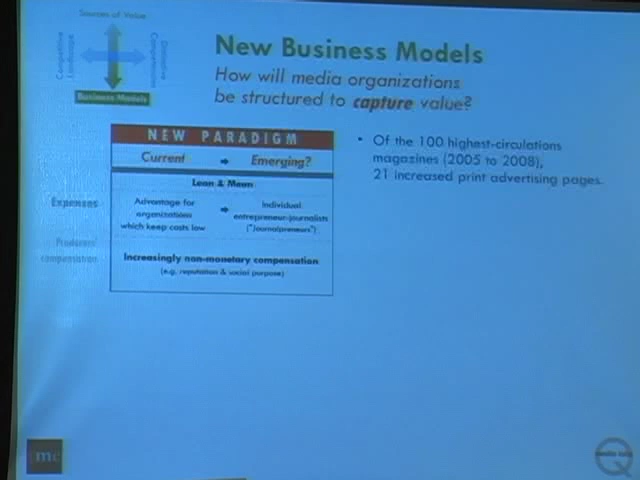 Sources of Value
Competitive
Landscape
Distinctive
Competencies
Business Models
New Business Models
How will media organizations
be structured to capture value?
NEW PARADIGM
Current
Emerging?
Lean & Mean
Expenses
Advantage for
organizations
which keep costs low
Individual
entrepreneur-journalists
("journalpreneurs")
Producers'
compensation
Increasingly non-monetary compensation
(e.g. reputation & social purpose)
• Of the 100 highest-circulations
magazines (2005 to 2008),
21 increased print advertising pages.